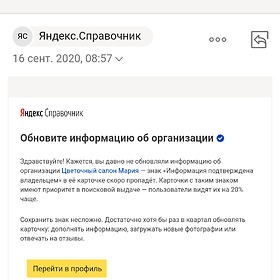 ЯС Яндекс.Справочник
16 сент. 2020, 08:57
Яндекс Справочник
Обновите информацию об организации
Здравствуйте! Кажется, вы давно не обновляли информацию об
организации Цветочный салон Мария — знак «Информация подтверждена
владельцем» в её карточке скоро пропадёт. Карточки с таким знаком
имеют приоритет в поисковой выдаче — пользователи видят их на 20%
чаще.
Сохранить знак несложно. Достаточно хотя бы раз в квартал обновлять
карточку: дополнять информацию, загружать новые фотографии или
отвечать на отзывы.
Перейти в профиль